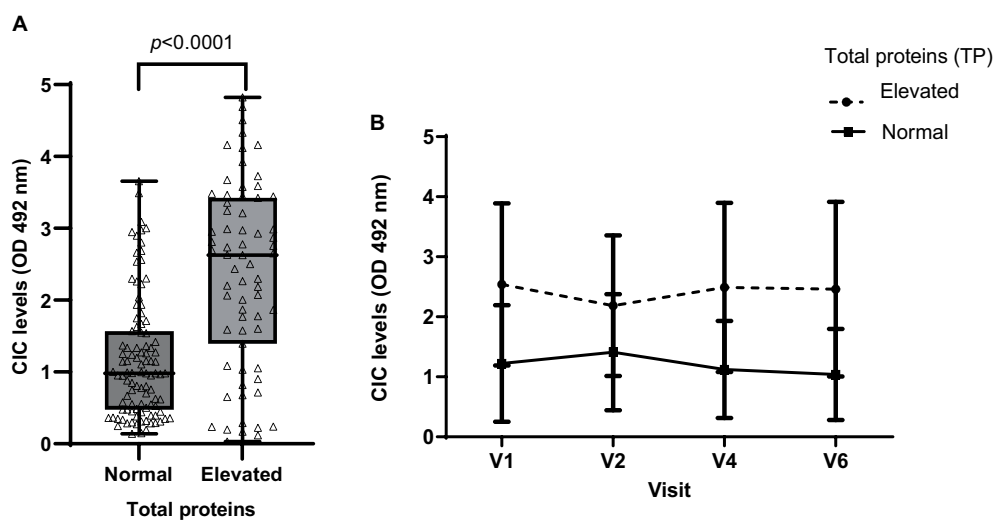 A
p<0.0001
CIC levels (OD 492 nm)
5
4
3
2
1
0
Normal
Elevated
Total proteins
B
Total proteins (TP)
Elevated
Normal
CIC levels (OD 492 nm)
5
4
3
2
1
0
V1
V2
V4
V6
Visit